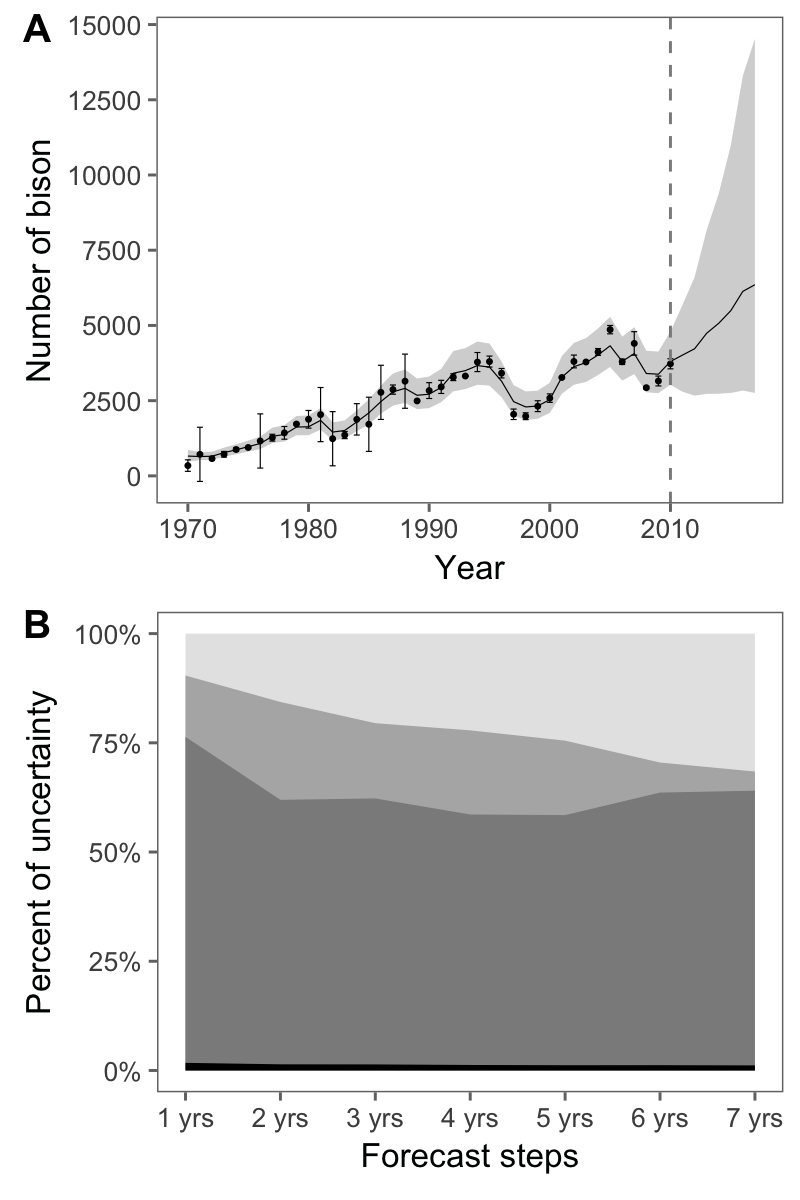 A
15000
12500
10000
7500
5000
2500
0
Number of bison
1970 1980 1990 2000 2010
Year
B
100%
75%
50%
25%
0%
Percent of uncertainty
1 yrs 2 yrs 3 yrs 4 yrs 5 yrs 6 yrs 7 yrs
Forecast steps